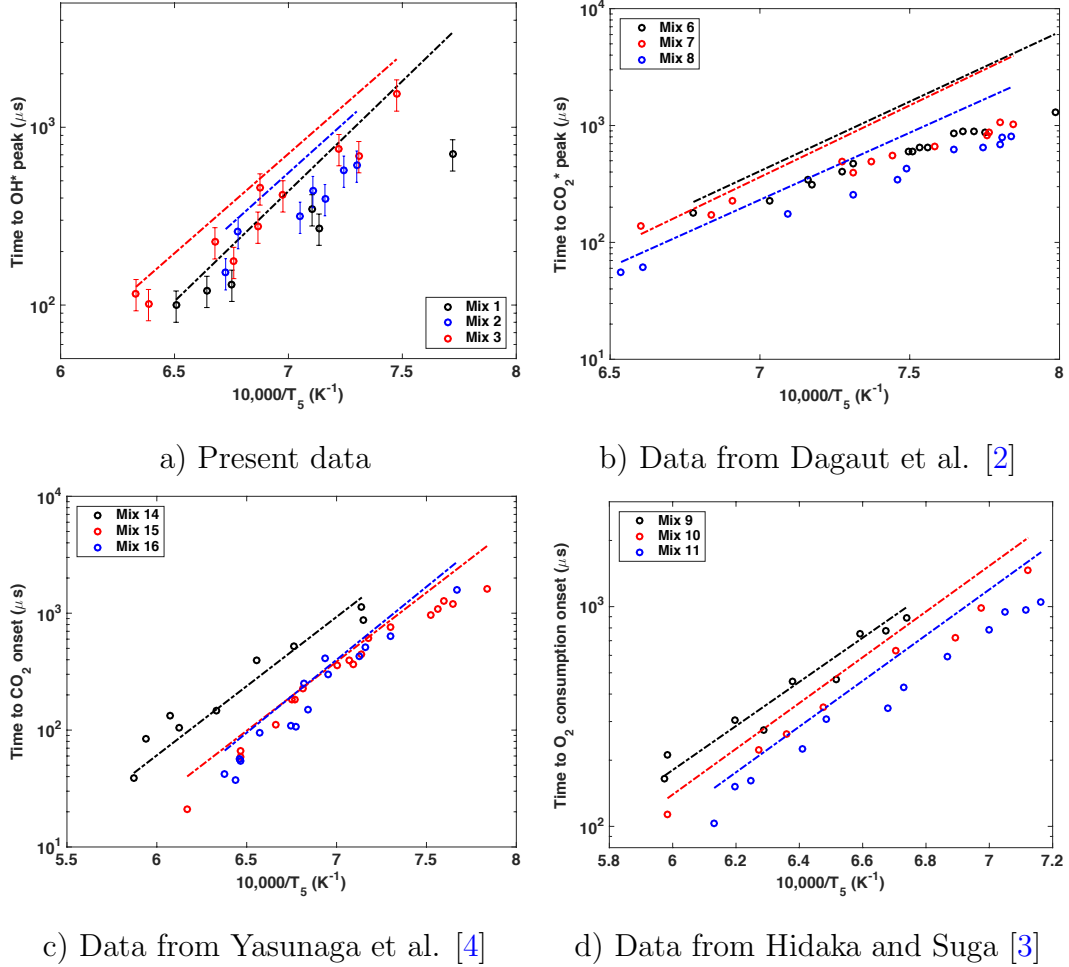 Time to OH* peak (μs)
10³
10²
Mix 1
Mix 2
Mix 3
6 6.5 7 7.5 8
10,000/T₅ (K⁻¹)
a) Present data
Time to CO₂* peak (μs)
10⁴
10³
10²
10¹
Mix 6
Mix 7
Mix 8
6.5 7 7.5 8
10,000/T₅ (K⁻¹)
b) Data from Dagaut et al. [2]
Time to CO₂ onset (μs)
10⁴
10³
10²
10¹
Mix 14
Mix 15
Mix 16
5.5 6 6.5 7 7.5 8
10,000/T₅ (K⁻¹)
c) Data from Yasunaga et al. [4]
Time to O₂ consumption onset (μs)
10³
10²
Mix 9
Mix 10
Mix 11
5.8 6 6.2 6.4 6.6 6.8 7 7.2
10,000/T₅ (K⁻¹)
d) Data from Hidaka and Suga [3]